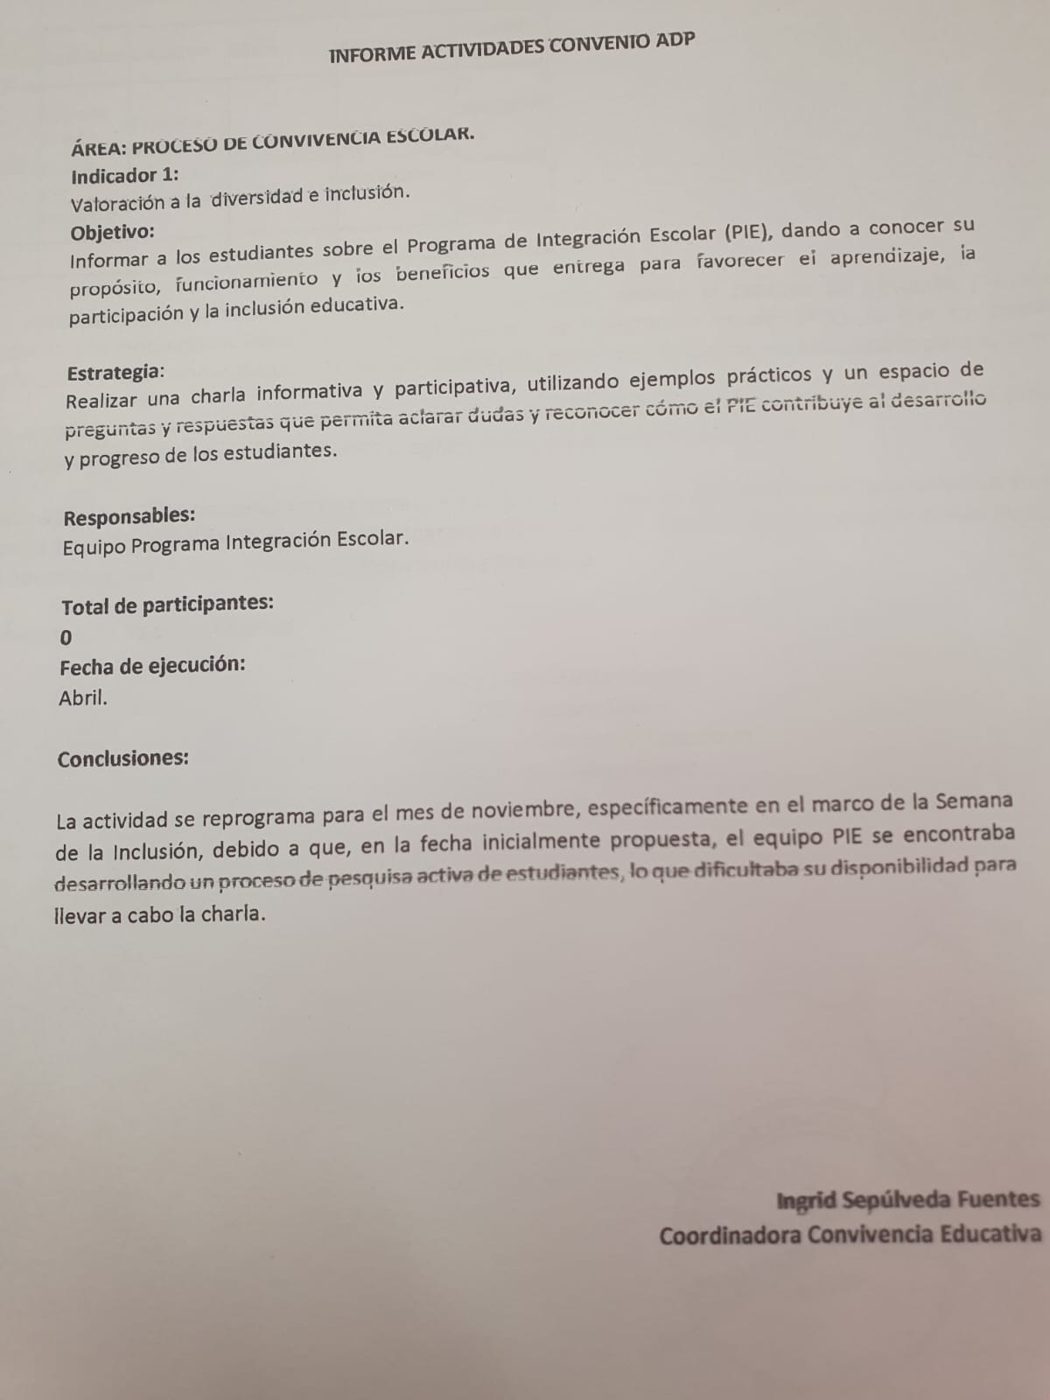 INFORME ACTIVIDADES CONVENIO ADP
ÁREA: PROCESO DE CONVIVENCIA ESCOLAR.
Indicador 1:
Valoración a la diversidad e inclusión.
Objetivo:
Informar a los estudiantes sobre el Programa de Integración Escolar (PIE), dando a conocer su
propósito, funcionamiento y los beneficios que entrega para favorecer el aprendizaje, la
participación y la inclusión educativa.
Estrategia:
Realizar una charla informativa y participativa, utilizando ejemplos prácticos y un espacio de
preguntas y respuestas que permita aclarar dudas y reconocer cómo el PIE contribuye al desarrollo
y progreso de los estudiantes.
Responsables:
Equipo Programa Integración Escolar.
Total de participantes:
0
Fecha de ejecución:
Abril.
Conclusiones:
La actividad se reprograma para el mes de noviembre, específicamente en el marco de la Semana
de la Inclusión, debido a que, en la fecha inicialmente propuesta, el equipo PIE se encontraba
desarrollando un proceso de pesquisa activa de estudiantes, lo que dificultaba su disponibilidad para
llevar a cabo la charla.
Ingrid Sepúlveda Fuentes
Coordinadora Convivencia Educativa